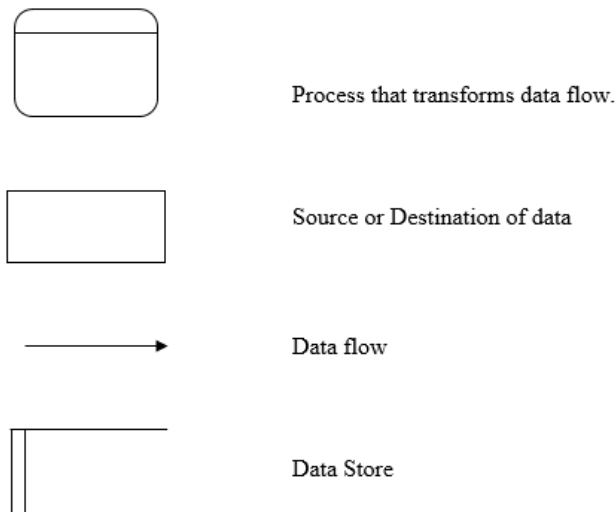 Process that transforms data flow.
Source or Destination of data
Data flow
Data Store